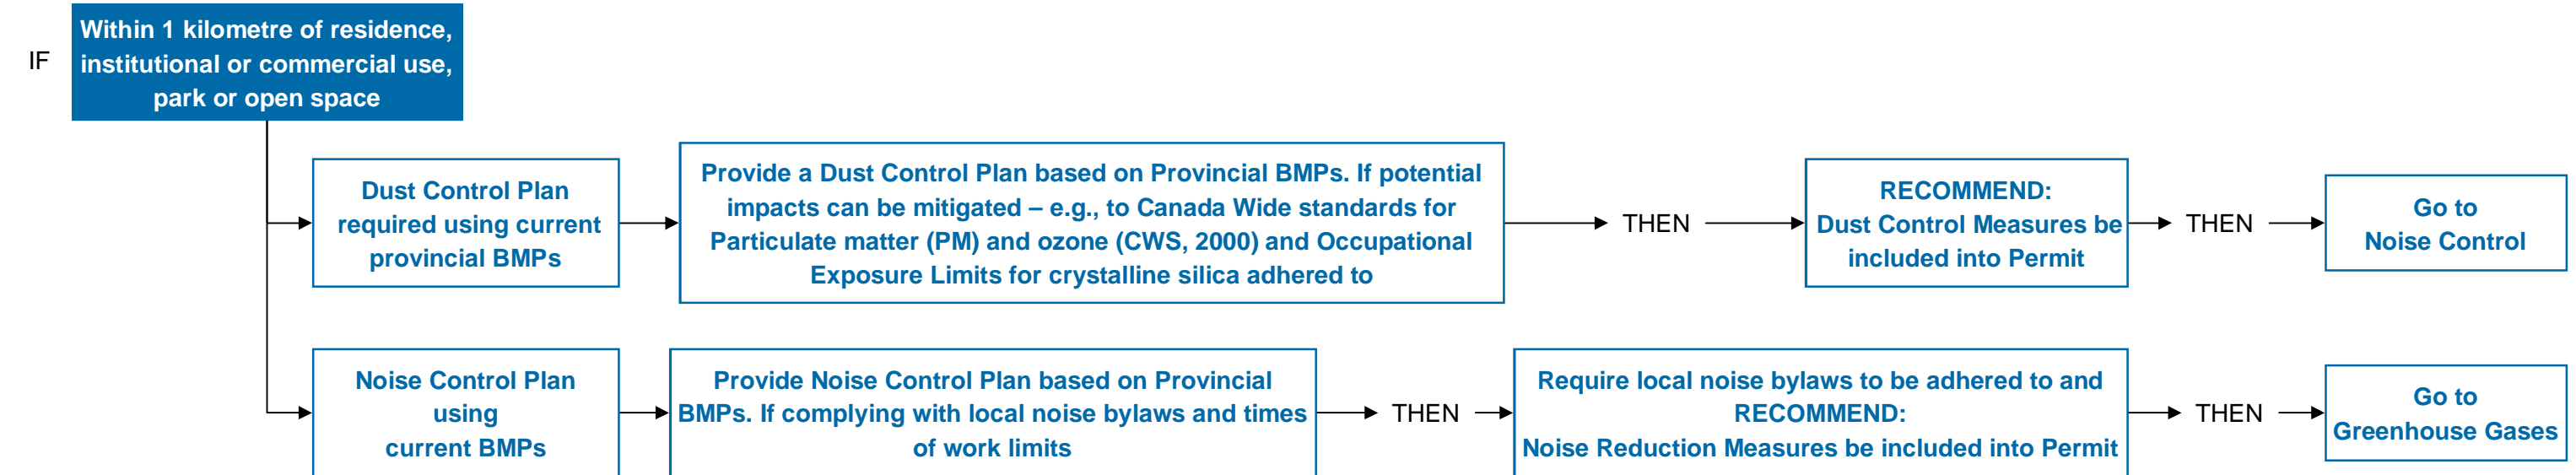 IF
Within 1 kilometre of residence,
institutional or commercial use,
park or open space
Dust Control Plan
required using current
provincial BMPs
Provide a Dust Control Plan based on Provincial BMPs. If potential
impacts can be mitigated – e.g., to Canada Wide standards for
Particulate matter (PM) and ozone (CWS, 2000) and Occupational
Exposure Limits for crystalline silica adhered to
THEN
RECOMMEND:
Dust Control Measures be
included into Permit
THEN
Go to
Noise Control
Noise Control Plan
using
current BMPs
Provide Noise Control Plan based on Provincial
BMPs. If complying with local noise bylaws and times
of work limits
THEN
Require local noise bylaws to be adhered to and
RECOMMEND:
Noise Reduction Measures be included into Permit
THEN
Go to
Greenhouse Gases